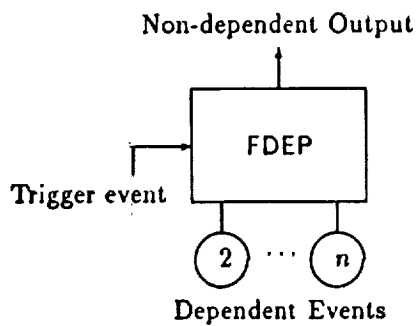 Non-dependent Output
FDEP
Trigger event
2 ... n
Dependent Events